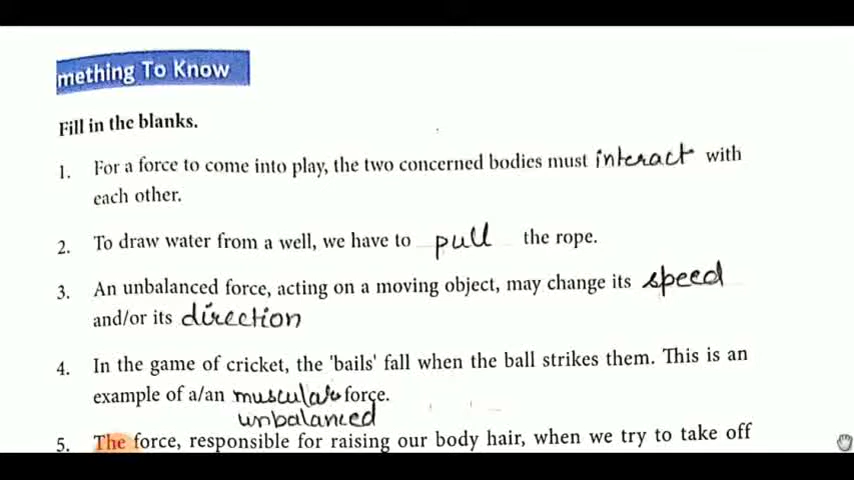 mething To Know
Fill in the blanks.
1. For a force to come into play, the two concerned bodies must interact with
each other.
2. To draw water from a well, we have to pull the rope.
3. An unbalanced force, acting on a moving object, may change its speed
and/or its direction
4. In the game of cricket, the 'bails' fall when the ball strikes them. This is an
example of a/an muscular force.
unbalanced
5. The force, responsible for raising our body hair, when we try to take off